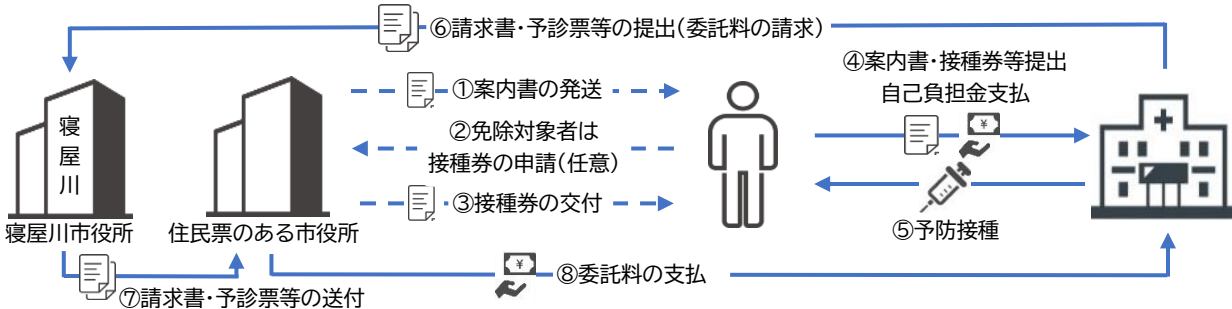 ⑥請求書・予診票等の提出(委託料の請求)
④案内書・接種券等提出
自己負担金支払
①案内書の発送
②免除対象者は
接種券の申請(任意)
③接種券の交付
寝
屋
川
寝屋川市役所
住民票のある市役所
⑤予防接種
⑧委託料の支払
⑦請求書・予診票等の送付
¥
¥